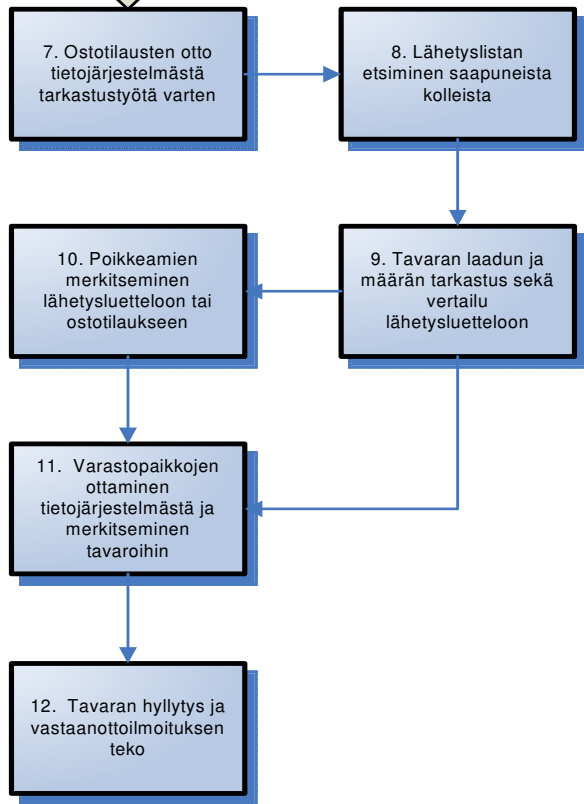 7. Ostotilausten otto
tietojärjestelmästä
tarkastustyötä varten
8. Lähetyslistan
etsiminen saapuneista
kolleista
9. Tavaran laadun ja
määrän tarkastus sekä
vertailu
lähetysluetteloon
10. Poikkeamien
merkitseminen
lähetysluetteloon tai
ostotilaukseen
11. Varastopaikkojen
ottaminen
tietojärjestelmästä ja
merkitseminen
tavaroihin
12. Tavaran hyllytys ja
vastaanottoilmoituksen
teko